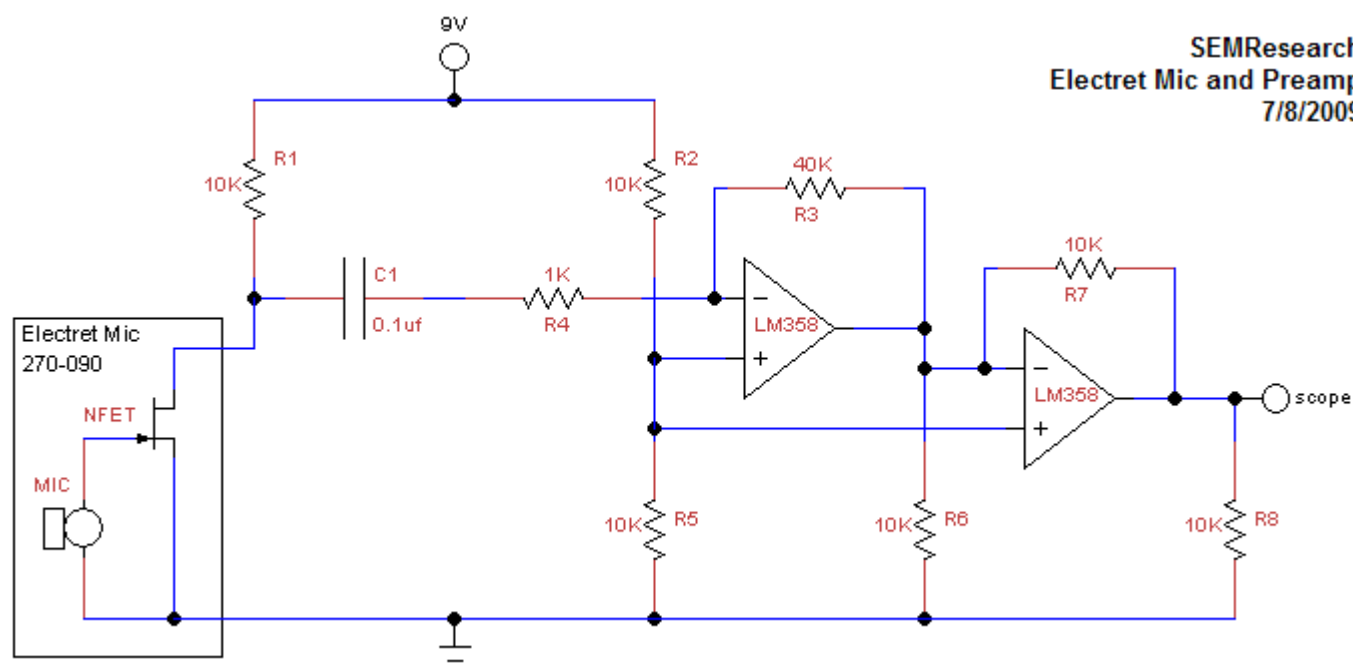 9V
SEMResearch
Electret Mic and Preamp
7/8/2009
R1
10K
R2
10K
40K
R3
C1
0.1uf
1K
R4
LM358
10K
R7
LM358
scope
Electret Mic
270-090
NFET
MIC
10K
R5
10K
R6
10K
R8